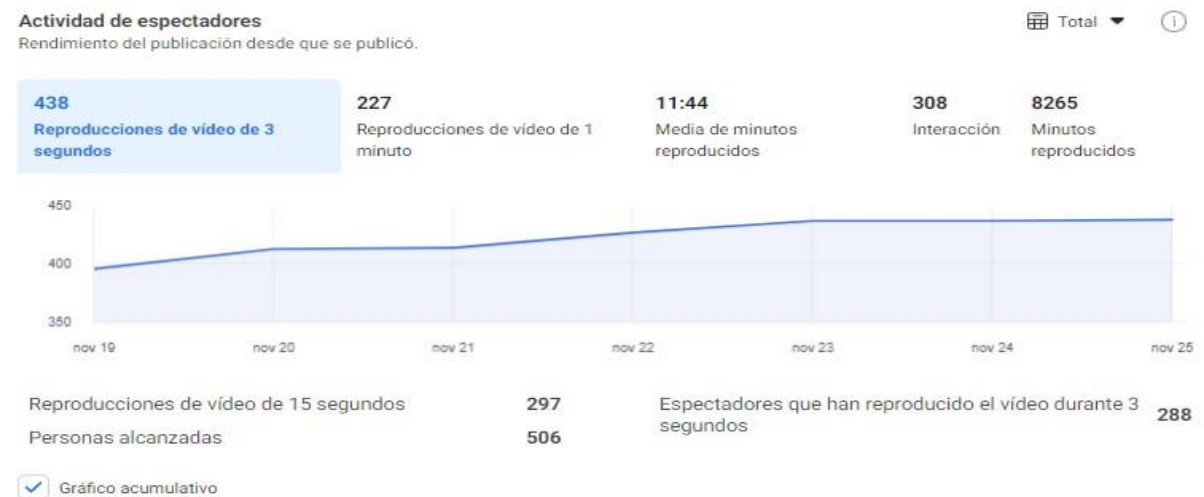 Actividad de espectadores
Total
Rendimiento del publicación desde que se publicó.
438
Reproducciones de vídeo de 3
segundos
227
Reproducciones de vídeo de 1
minuto
11:44
Media de minutos
reproducidos
308
Interacción
8265
Minutos
reproducidos
450
400
350
nov 19 nov 20 nov 21 nov 22 nov 23 nov 24 nov 25
Reproducciones de vídeo de 15 segundos 297
Personas alcanzadas 506
Espectadores que han reproducido el vídeo durante 3
segundos
288
Gráfico acumulativo